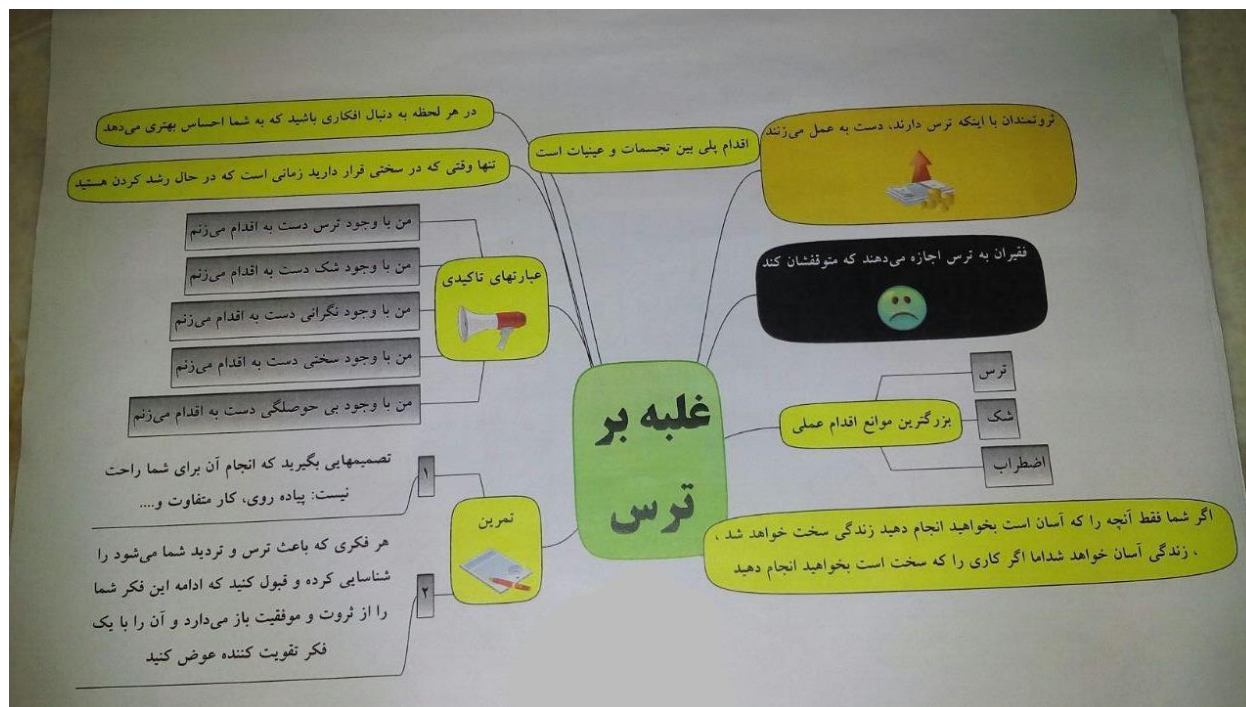 ثروتمندان با اینکه ترس دارند، دست به عمل می‌زنند
اقدام پلی بین تجسمات و عینیات است
در هر لحظه به دنبال افکاری باشید که به شما احساس بهتری می‌دهد
تنها وقتی که در سختی قرار دارید زمانی است که در حال رشد کردن هستید
فقیران به ترس اجازه می‌دهند که متوقفشان کند
عبارتهای تاکیدی
من با وجود ترس دست به اقدام می‌زنم
من با وجود شک دست به اقدام می‌زنم
من با وجود نگرانی دست به اقدام می‌زنم
من با وجود سختی دست به اقدام می‌زنم
من با وجود بی حوصلگی دست به اقدام می‌زنم
غلبه بر
ترس
بزرگترین موانع اقدام عملی
ترس
شک
اضطراب
اگر شما فقط آنچه را که آسان است بخواهید انجام دهید زندگی سخت خواهد شد ،
، زندگی آسان خواهد شداما اگر کاری را که سخت است بخواهید انجام دهید
تمرین
۱
تصمیمهایی بگیرید که انجام آن برای شما راحت
نیست: پیاده روی، کار متفاوت و....
۲
هر فکری که باعث ترس و تردید شما می‌شود را
شناسایی کرده و قبول کنید که ادامه این فکر شما
را از ثروت و موفقیت باز می‌دارد و آن را با یک
فکر تقویت کننده عوض کنید